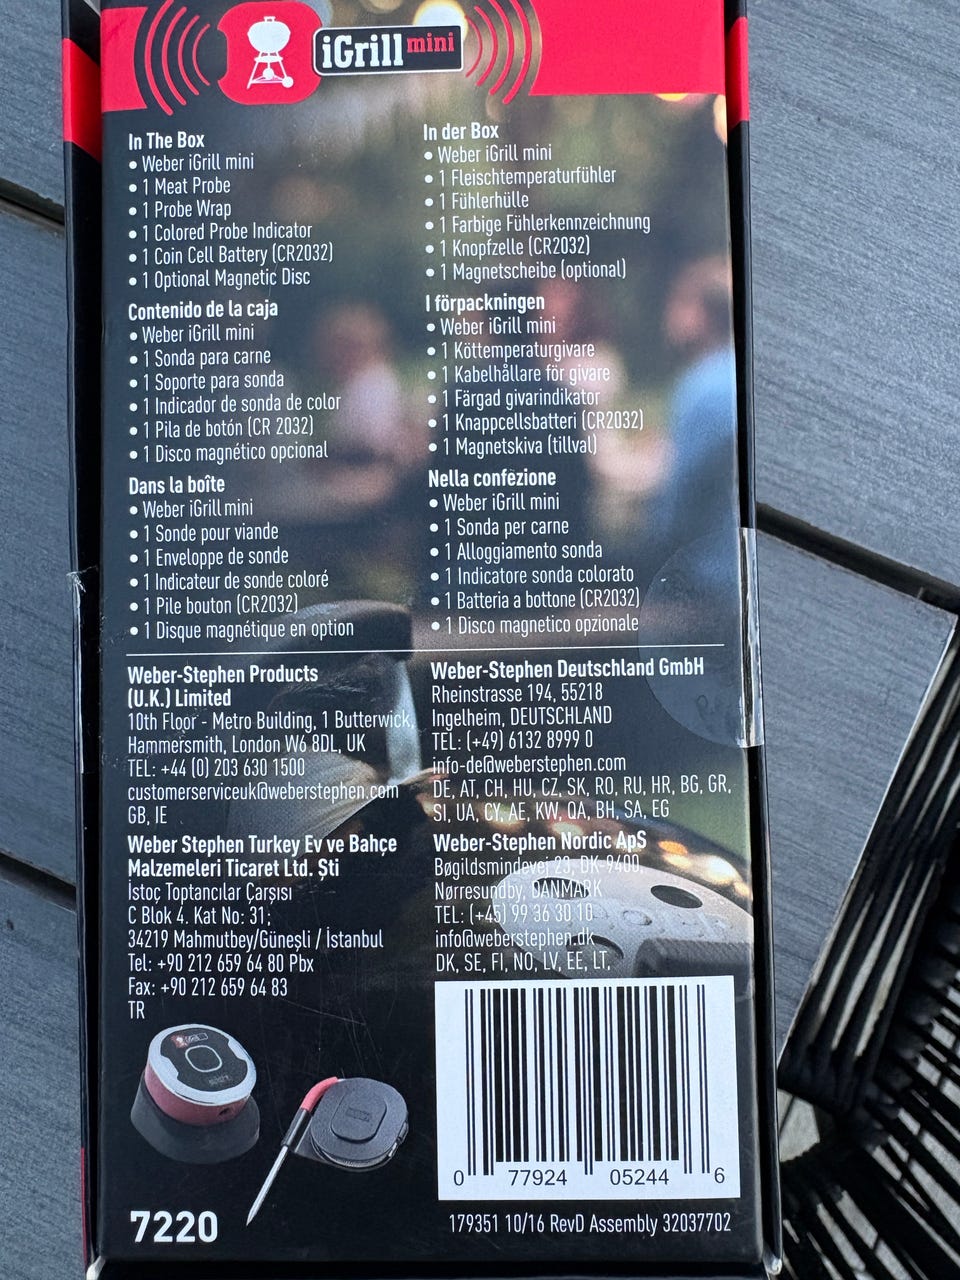 iGrill mini
In The Box
• Weber iGrill mini
• 1 Meat Probe
• 1 Probe Wrap
• 1 Colored Probe Indicator
• 1 Coin Cell Battery (CR2032)
• 1 Optional Magnetic Disc
Contenido de la caja
• Weber iGrill mini
• 1 Sonda para carne
• 1 Soporte para sonda
• 1 Indicador de sonda de color
• 1 Pila de botón (CR 2032)
• 1 Disco magnético opcional
Dans la boîte
• Weber iGrill mini
• 1 Sonde pour viande
• 1 Enveloppe de sonde
• 1 Indicateur de sonde coloré
• 1 Pile bouton (CR2032)
• 1 Disque magnétique en option
In der Box
• Weber iGrill mini
• 1 Fleischtemperaturfühler
• 1 Fühlerhülle
• 1 Farbige Fühlerkennzeichnung
• 1 Knopfzelle (CR2032)
• 1 Magnetscheibe (optional)
I förpackningen
• Weber iGrill mini
• 1 Köttemperaturgivare
• 1 Kabelhållare för givare
• 1 Färgad givarindikator
• 1 Knappcellsbatteri (CR2032)
• 1 Magnetskiva (tillval)
Nella confezione
• Weber iGrill mini
• 1 Sonda per carne
• 1 Alloggiamento sonda
• 1 Indicatore sonda colorato
• 1 Batteria a bottone (CR2032)
• 1 Disco magnetico opzionale
Weber-Stephen Products
(U.K.) Limited
10th Floor - Metro Building, 1 Butterwick,
Hammersmith, London W6 8DL, UK
TEL: +44 (0) 203 630 1500
customerserviceuk@weberstephen.com
GB, IE
Weber Stephen Turkey Ev ve Bahçe
Malzemeleri Ticaret Ltd. Şti
İstoç Toptancılar Çarşısı
C Blok 4. Kat No: 31;
34219 Mahmutbey/Güneşli / İstanbul
Tel: +90 212 659 64 80 Pbx
Fax: +90 212 659 64 83
TR
Weber-Stephen Deutschland GmbH
Rheinstrasse 194, 55218
Ingelheim, DEUTSCHLAND
TEL: (+49) 6132 8999 0
info-de@weberstephen.com
DE, AT, CH, HU, CZ, SK, RO, RU, HR, BG, GR,
SI, UA, CY, AE, KW, QA, BH, SA, EG
Weber-Stephen Nordic ApS
Bøgildsmindevej 23, DK-9400,
Nørresundby, DANMARK
TEL: (+45) 99 36 30 10
info@weberstephen.dk
DK, SE, FI, NO, LV, EE, LT,
0 77924 05244 6
7220
179351 10/16 RevD Assembly 32037702